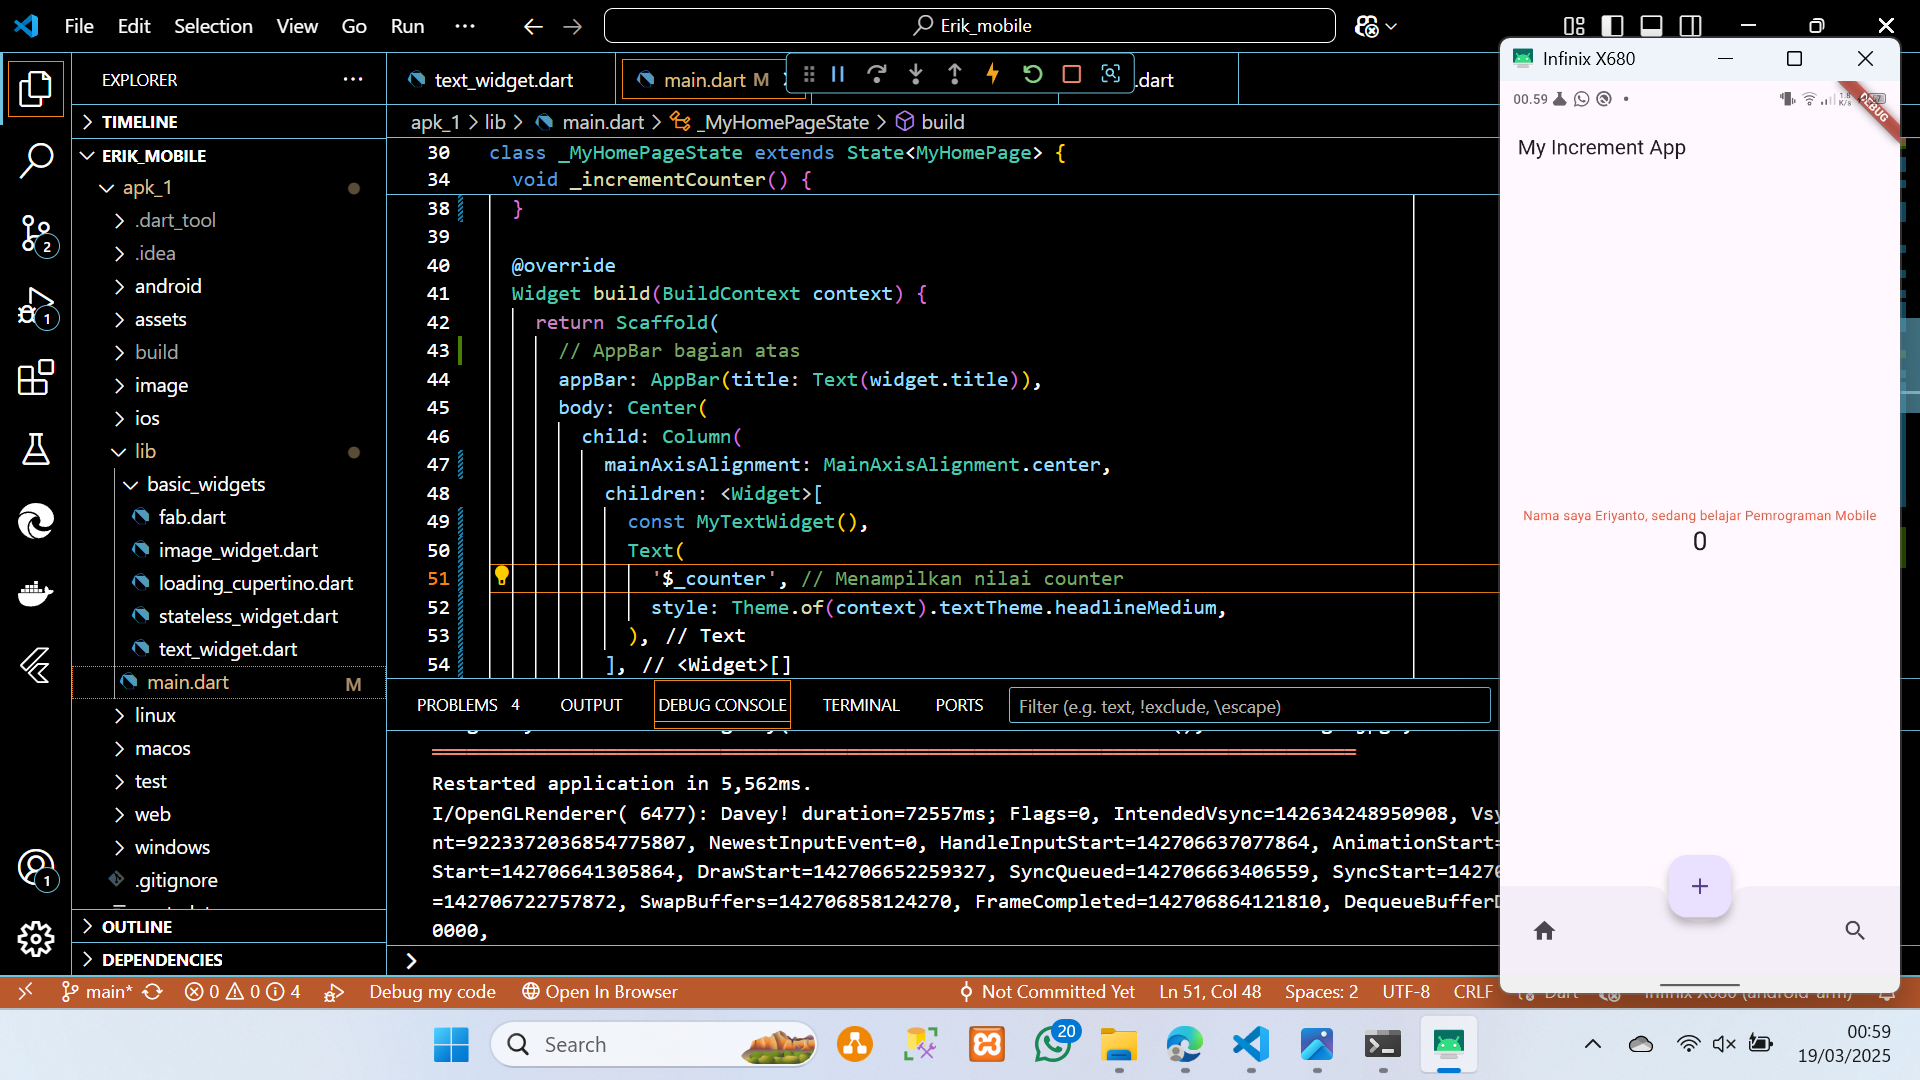 File Edit Selection View Go Run
Erik_mobile
EXPLORER
TIMELINE
ERIK_MOBILE
apk_1
.dart_tool
.idea
android
assets
build
image
ios
lib
basic_widgets
fab.dart
image_widget.dart
loading_cupertino.dart
stateless_widget.dart
text_widget.dart
main.dart M
linux
macos
test
web
windows
.gitignore
OUTLINE
DEPENDENCIES
2
1
1
text_widget.dart
main.dart M
.dart
apk_1 > lib > main.dart > _MyHomePageState > build
30 class _MyHomePageState extends State<MyHomePage> {
34 void _incrementCounter() {
38 }
39
40 @override
41 Widget build(BuildContext context) {
42 return Scaffold(
43 // AppBar bagian atas
44 appBar: AppBar(title: Text(widget.title)),
45 body: Center(
46 child: Column(
47 mainAxisAlignment: MainAxisAlignment.center,
48 children: <Widget>[
49 const MyTextWidget(),
50 Text(
51 '$_counter', // Menampilkan nilai counter
52 style: Theme.of(context).textTheme.headlineMedium,
53 ), // Text
54 ], // <Widget>[]
PROBLEMS 4 OUTPUT DEBUG CONSOLE TERMINAL PORTS
Filter (e.g. text, !exclude, \escape)
Restarted application in 5,562ms.
I/OpenGLRenderer( 6477): Davey! duration=72557ms; Flags=0, IntendedVsync=142634248950908, Vsy
nt=9223372036854775807, NewestInputEvent=0, HandleInputStart=142706637077864, AnimationStart=
Start=142706641305864, DrawStart=142706652259327, SyncQueued=142706663406559, SyncStart=14270
=142706722757872, SwapBuffers=142706858124270, FrameCompleted=142706864121810, DequeueBufferD
0000,
>
main* 0 0 4 Debug my code Open In Browser Not Committed Yet Ln 51, Col 48 Spaces: 2 UTF-8 CRLF Dart Infinix X680 (android-arm)
Infinix X680
00.59
DEBUG
My Increment App
Nama saya Eriyanto, sedang belajar Pemrograman Mobile
0
+
Search
20
00:59
19/03/2025